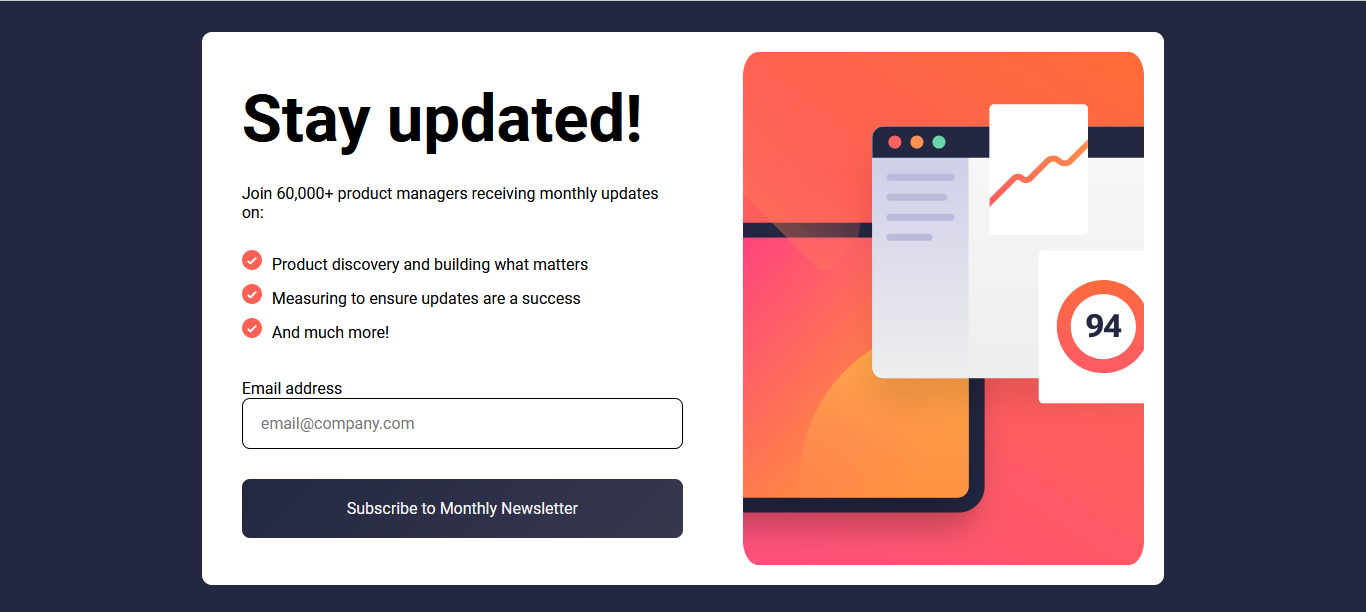 Stay updated!
Join 60,000+ product managers receiving monthly updates
on:
Product discovery and building what matters
Measuring to ensure updates are a success
And much more!
Email address
email@company.com
Subscribe to Monthly Newsletter
94